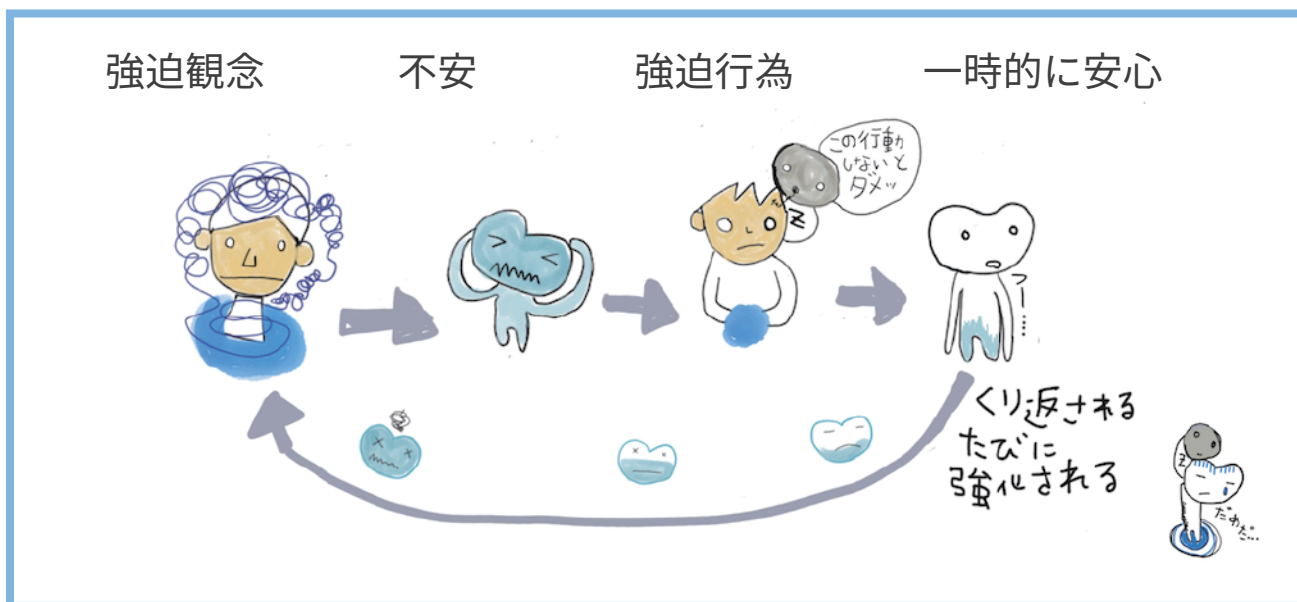 強迫観念
不安
強迫行為
一時的に安心
この行動
しないと
ダメッ
フー……
くり返される
たびに
強化される
だめだ…